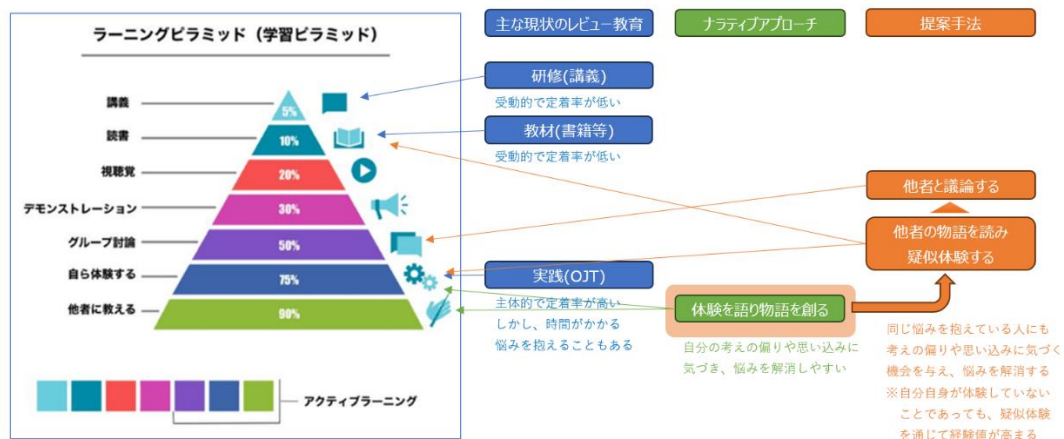 ラーニングピラミッド（学習ピラミッド）
講義
5%
読書
10%
視聴覚
20%
デモンストレーション
30%
グループ討論
50%
自ら体験する
75%
他者に教える
90%
アクティブラーニング
主な現状のレビュー教育
研修(講義)
受動的で定着率が低い
教材(書籍等)
受動的で定着率が低い
実践(OJT)
主体的で定着率が高い
しかし、時間がかかる
悩みを抱えることもある
ナラティブアプローチ
体験を語り物語を創る
自分の考えの偏りや思い込みに
気づき、悩みを解消しやすい
提案手法
他者と議論する
他者の物語を読み
疑似体験する
同じ悩みを抱えている人にも
考えの偏りや思い込みに気づく
機会を与え、悩みを解消する
※自分自身が体験していない
ことであっても、疑似体験
を通じて経験値が高まる